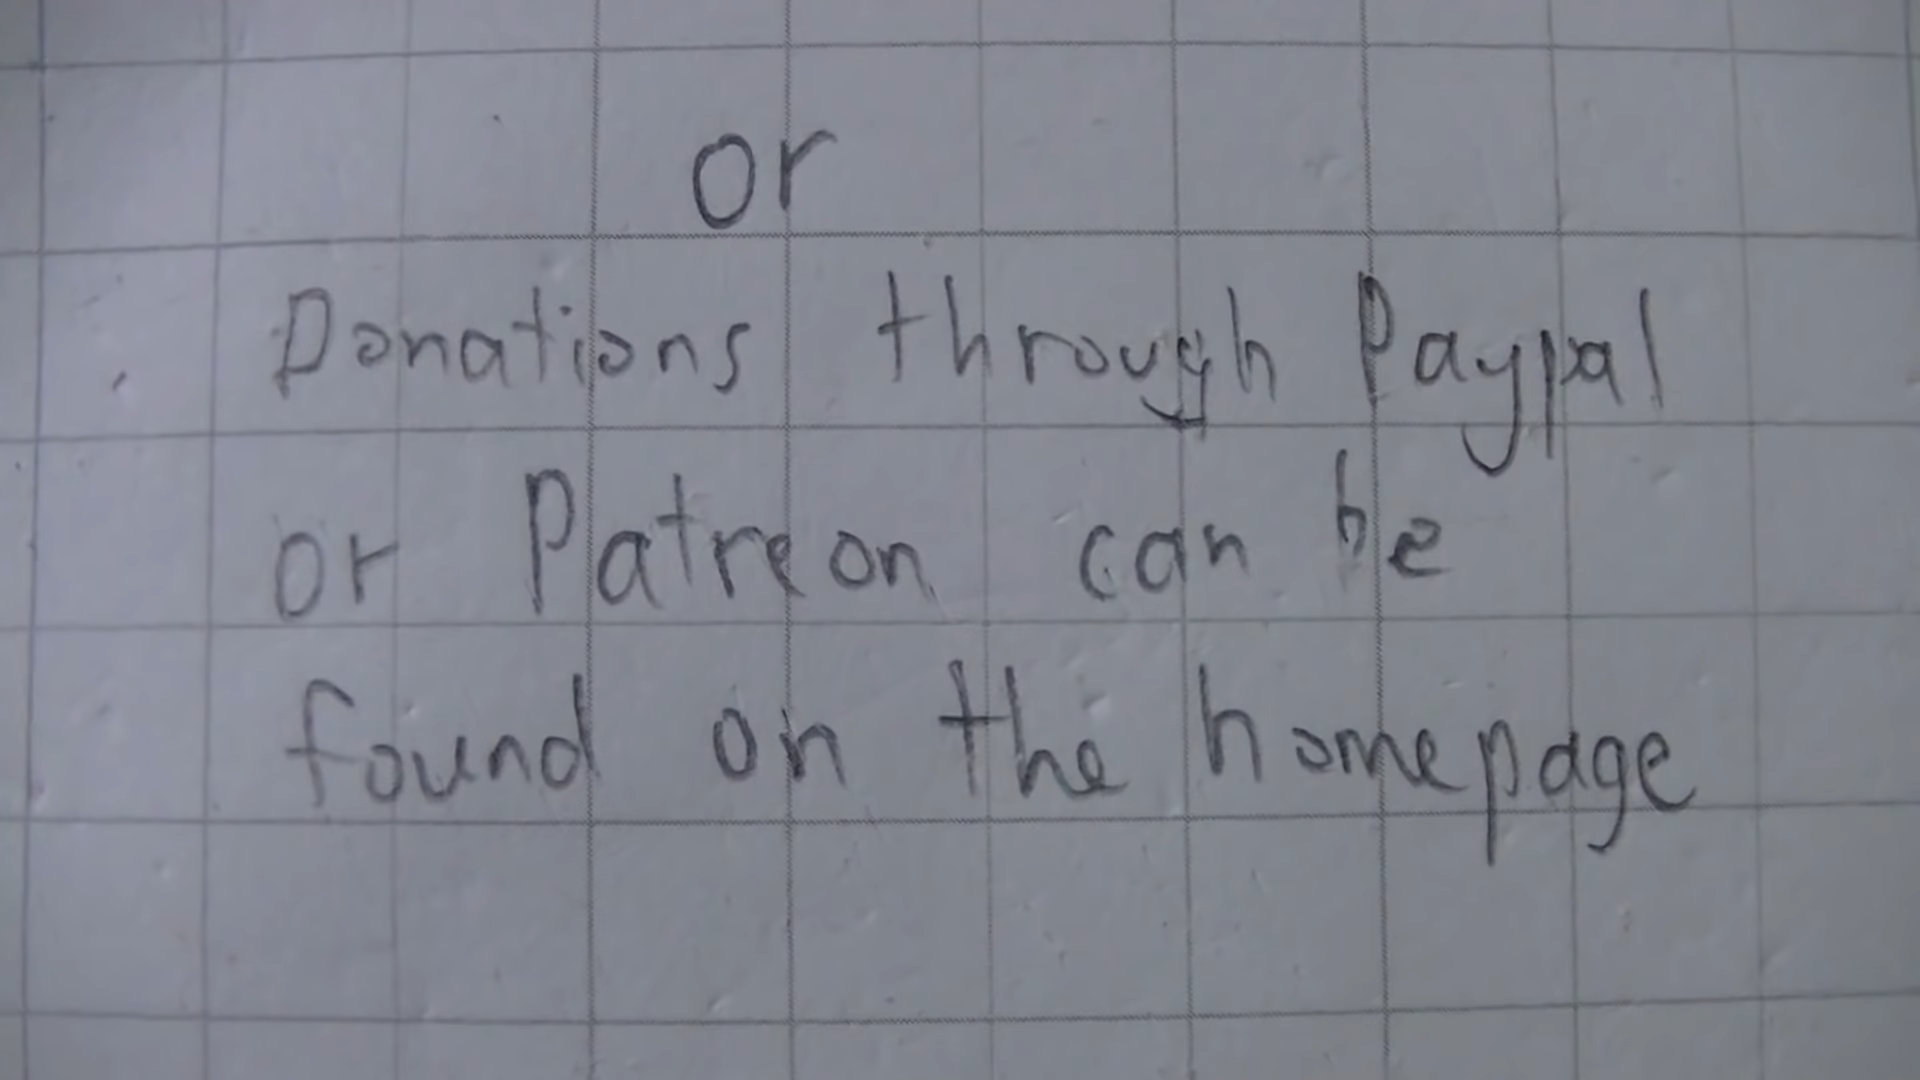 or
Donations through Paypal
or Patreon can be
found on the homepage